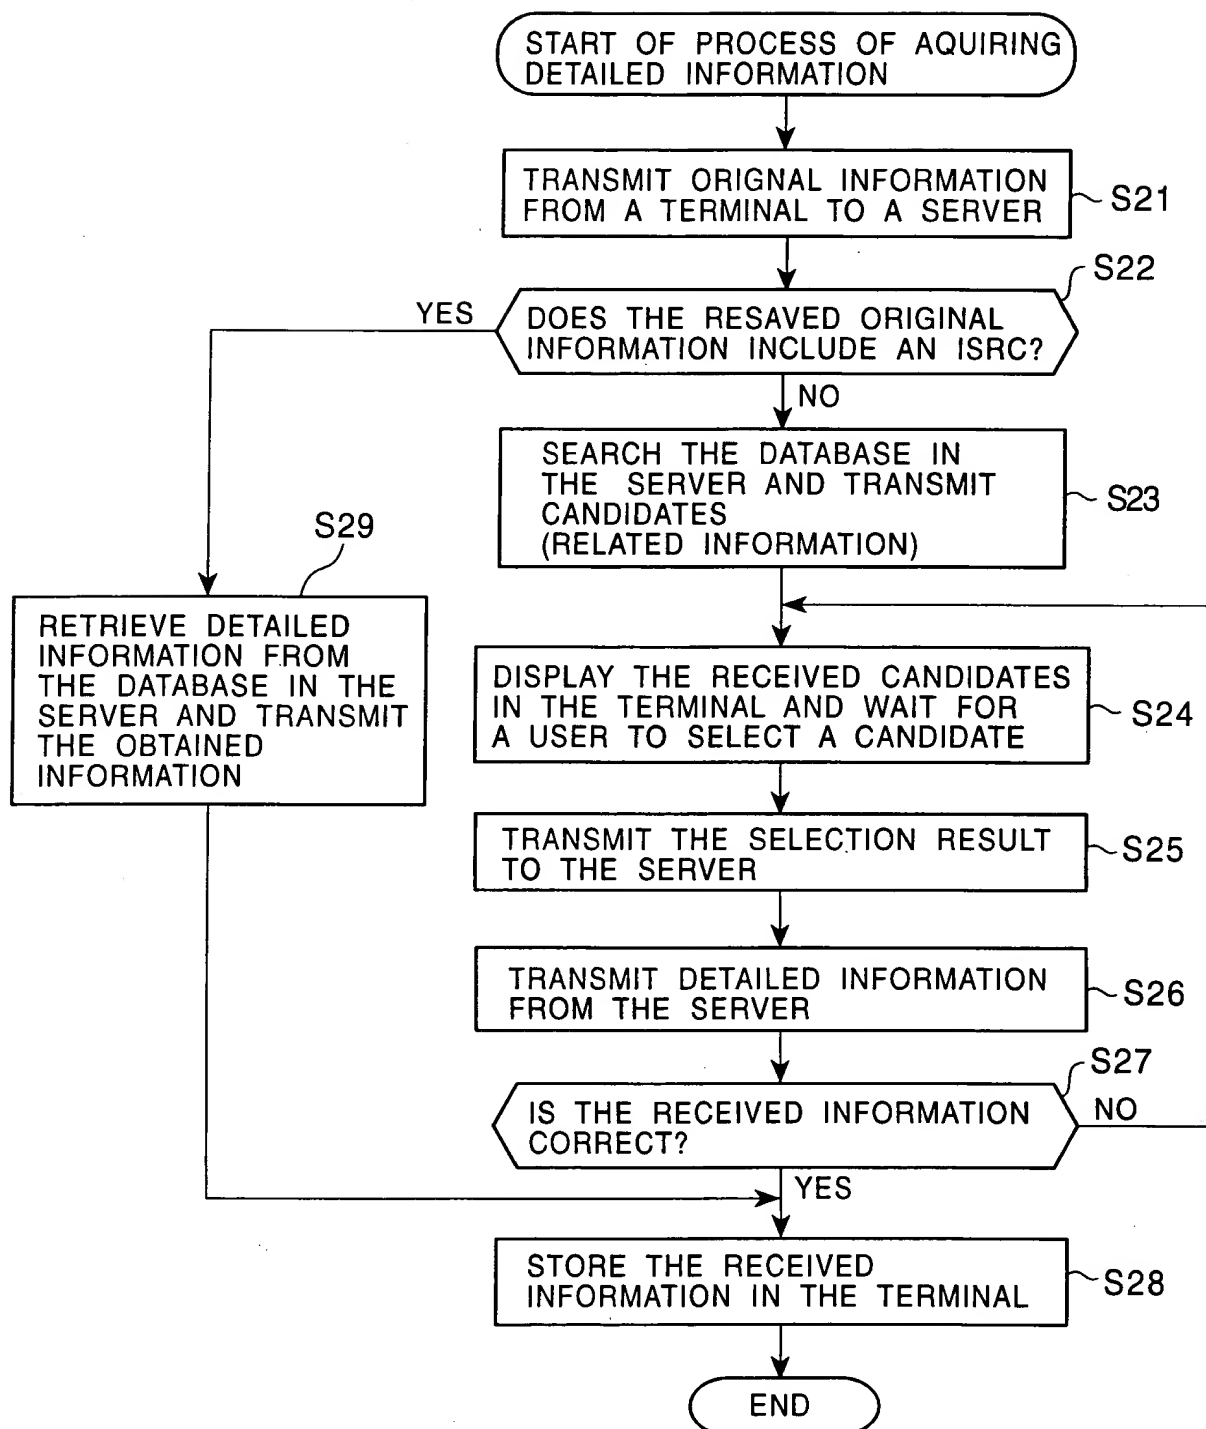 START OF PROCESS OF AQUIRING
DETAILED INFORMATION
TRANSMIT ORIGNAL INFORMATION
FROM A TERMINAL TO A SERVER
S21
S22
YES
DOES THE RESAVED ORIGINAL
INFORMATION INCLUDE AN ISRC?
NO
SEARCH THE DATABASE IN
THE SERVER AND TRANSMIT
CANDIDATES
(RELATED INFORMATION)
S23
S29
RETRIEVE DETAILED
INFORMATION FROM
THE DATABASE IN THE
SERVER AND TRANSMIT
THE OBTAINED
INFORMATION
DISPLAY THE RECEIVED CANDIDATES
IN THE TERMINAL AND WAIT FOR
A USER TO SELECT A CANDIDATE
S24
TRANSMIT THE SELECTION RESULT
TO THE SERVER
S25
TRANSMIT DETAILED INFORMATION
FROM THE SERVER
S26
S27
IS THE RECEIVED INFORMATION
CORRECT?
NO
YES
STORE THE RECEIVED
INFORMATION IN THE TERMINAL
S28
END